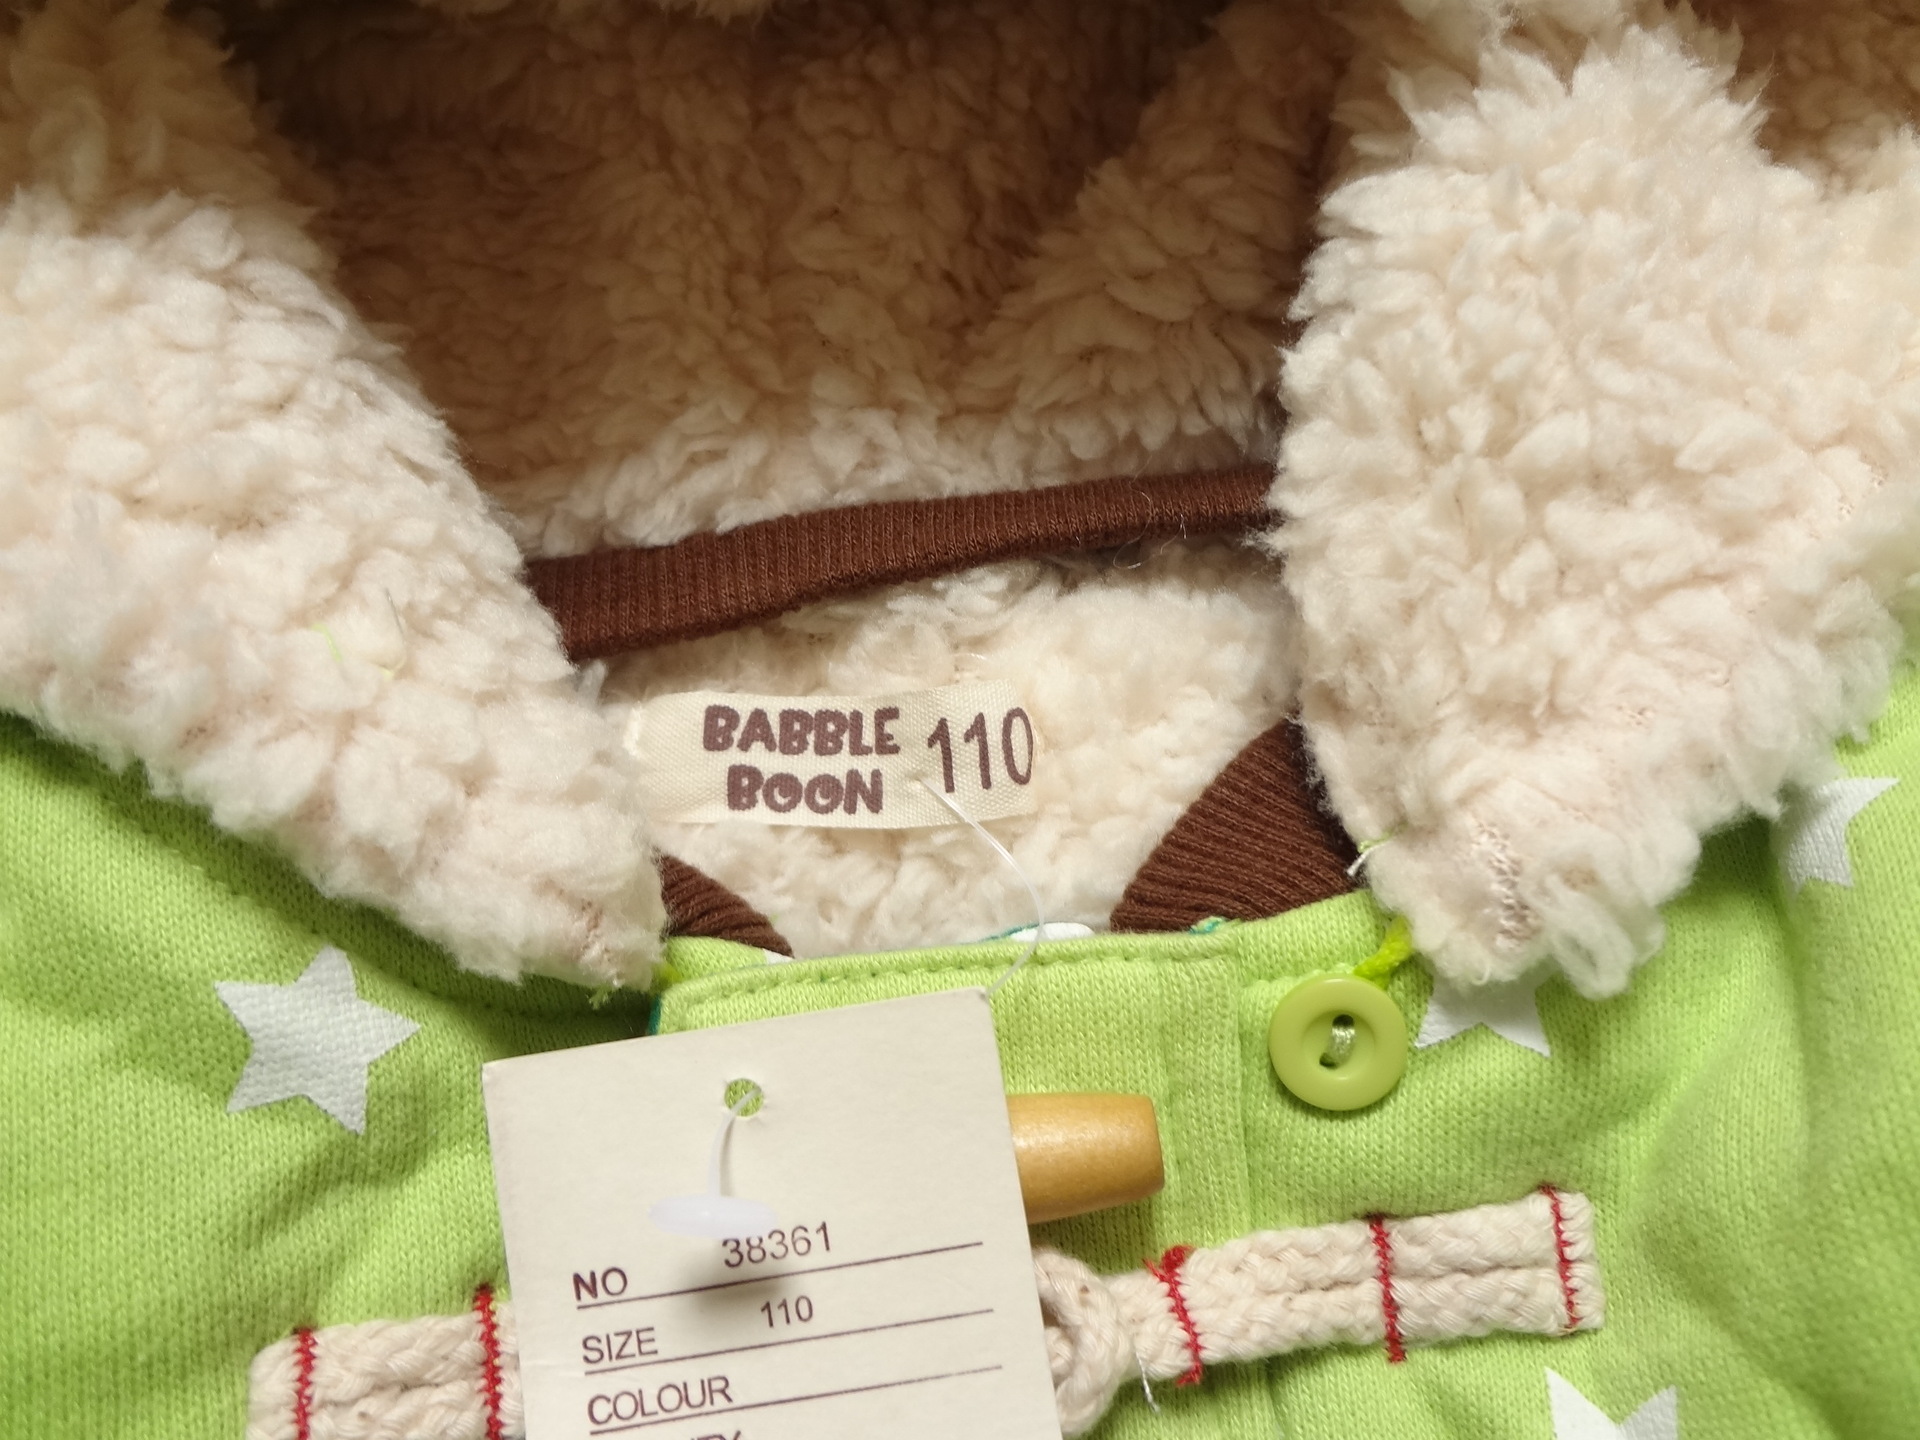 BABBLE
BOON
110
NO 38361
SIZE 110
COLOUR